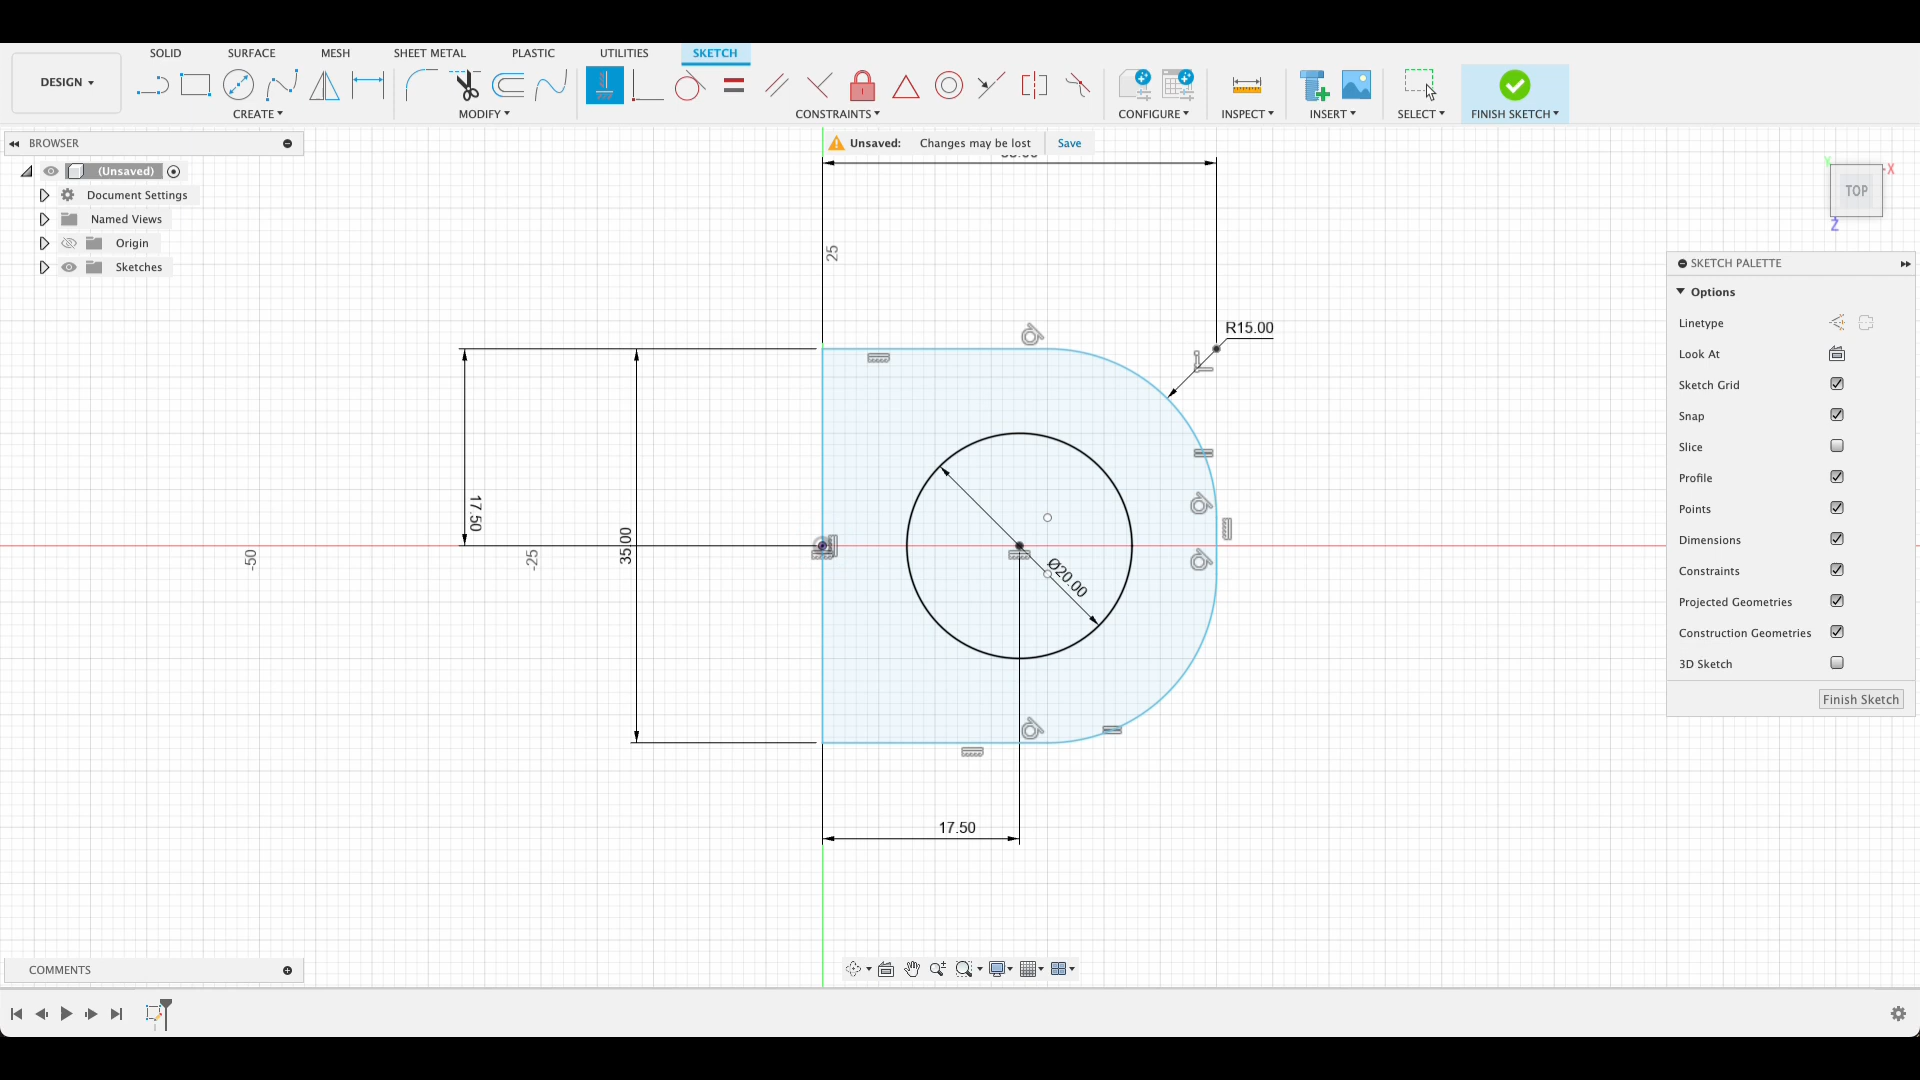 SOLID SURFACE MESH SHEET METAL PLASTIC UTILITIES SKETCH
DESIGN
CREATE MODIFY CONSTRAINTS CONFIGURE INSPECT INSERT SELECT FINISH SKETCH
BROWSER
Unsaved: Changes may be lost Save
(Unsaved)
Document Settings
Named Views
Origin
Sketches
Y
X
TOP
Z
25
R15.00
17.50
35.00
-50
-25
Ø20.00
17.50
SKETCH PALETTE
Options
Linetype
Look At
Sketch Grid
Snap
Slice
Profile
Points
Dimensions
Constraints
Projected Geometries
Construction Geometries
3D Sketch
Finish Sketch
COMMENTS